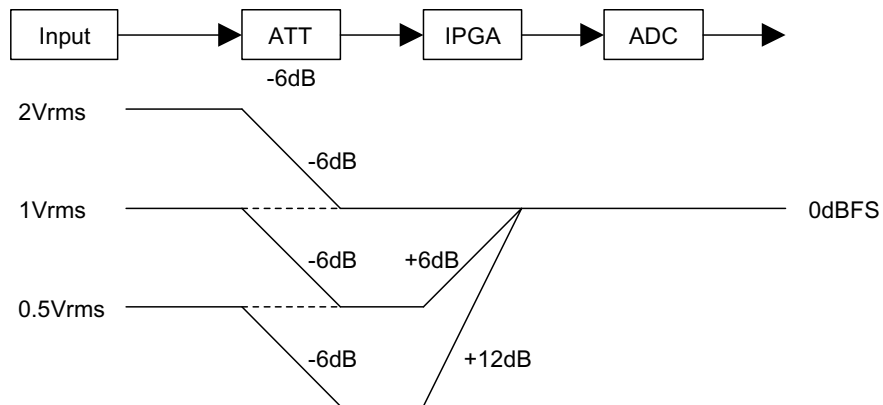 Input ATT IPGA ADC
-6dB
2Vrms
-6dB
1Vrms 0dBFS
-6dB +6dB
0.5Vrms
-6dB +12dB